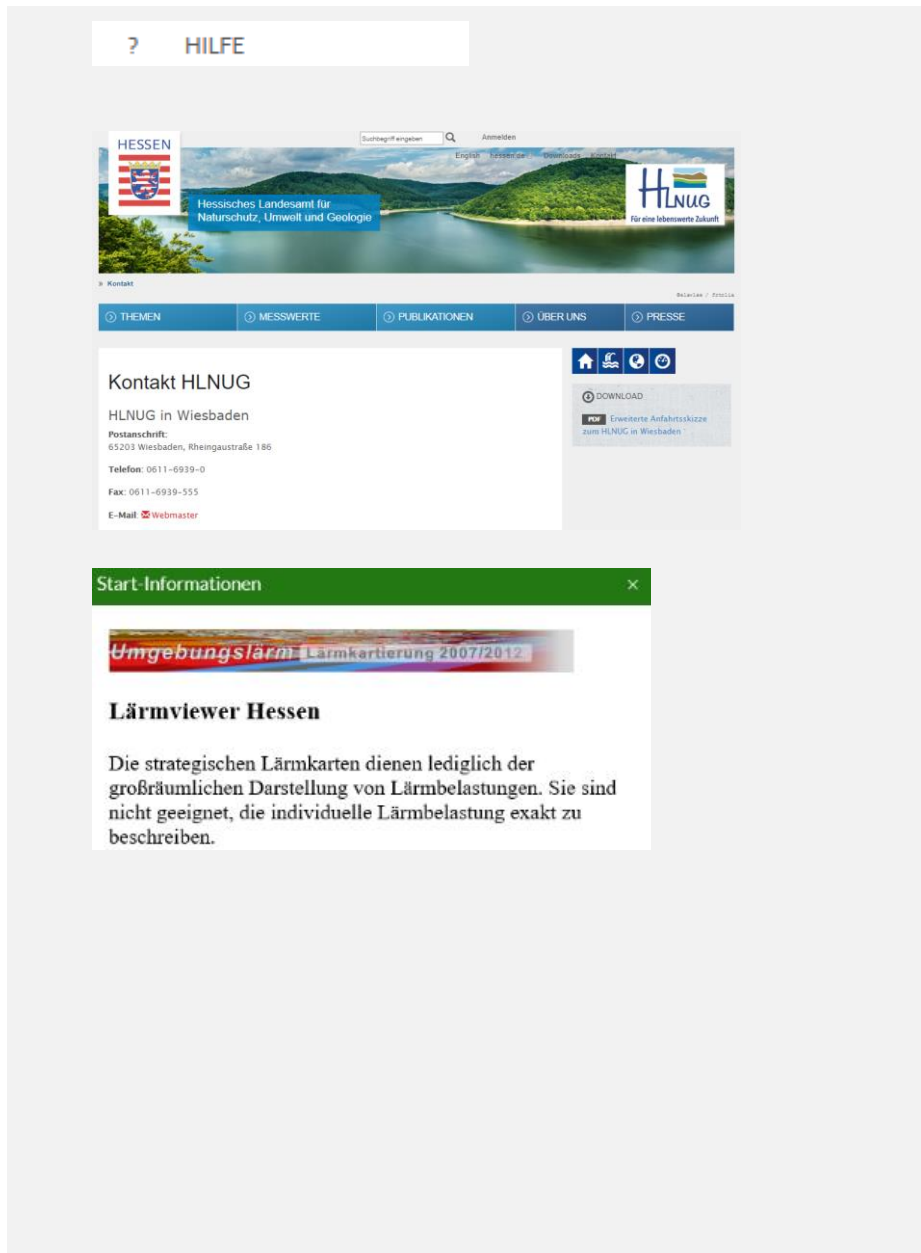 ? HILFE
HESSEN
Suchbegriff eingeben Anmelden
English hessen.de Downloads Kontakt
Hessisches Landesamt für
Naturschutz, Umwelt und Geologie
HLNUG
Für eine lebenswerte Zukunft
» Kontakt
THEMEN MESSWERTE PUBLIKATIONEN ÜBER UNS PRESSE
Kontakt HLNUG
HLNUG in Wiesbaden
Postanschrift:
65203 Wiesbaden, Rheingaustraße 186
Telefon: 0611-6939-0
Fax: 0611-6939-555
E-Mail: Webmaster
DOWNLOAD
PDF Erweiterte Anfahrtsskizze
zum HLNUG in Wiesbaden
Start-Informationen ×
Umgebungslärm Lärmkartierung 2007/2012
Lärmviewer Hessen
Die strategischen Lärmkarten dienen lediglich der
großräumlichen Darstellung von Lärmbelastungen. Sie sind
nicht geeignet, die individuelle Lärmbelastung exakt zu
beschreiben.